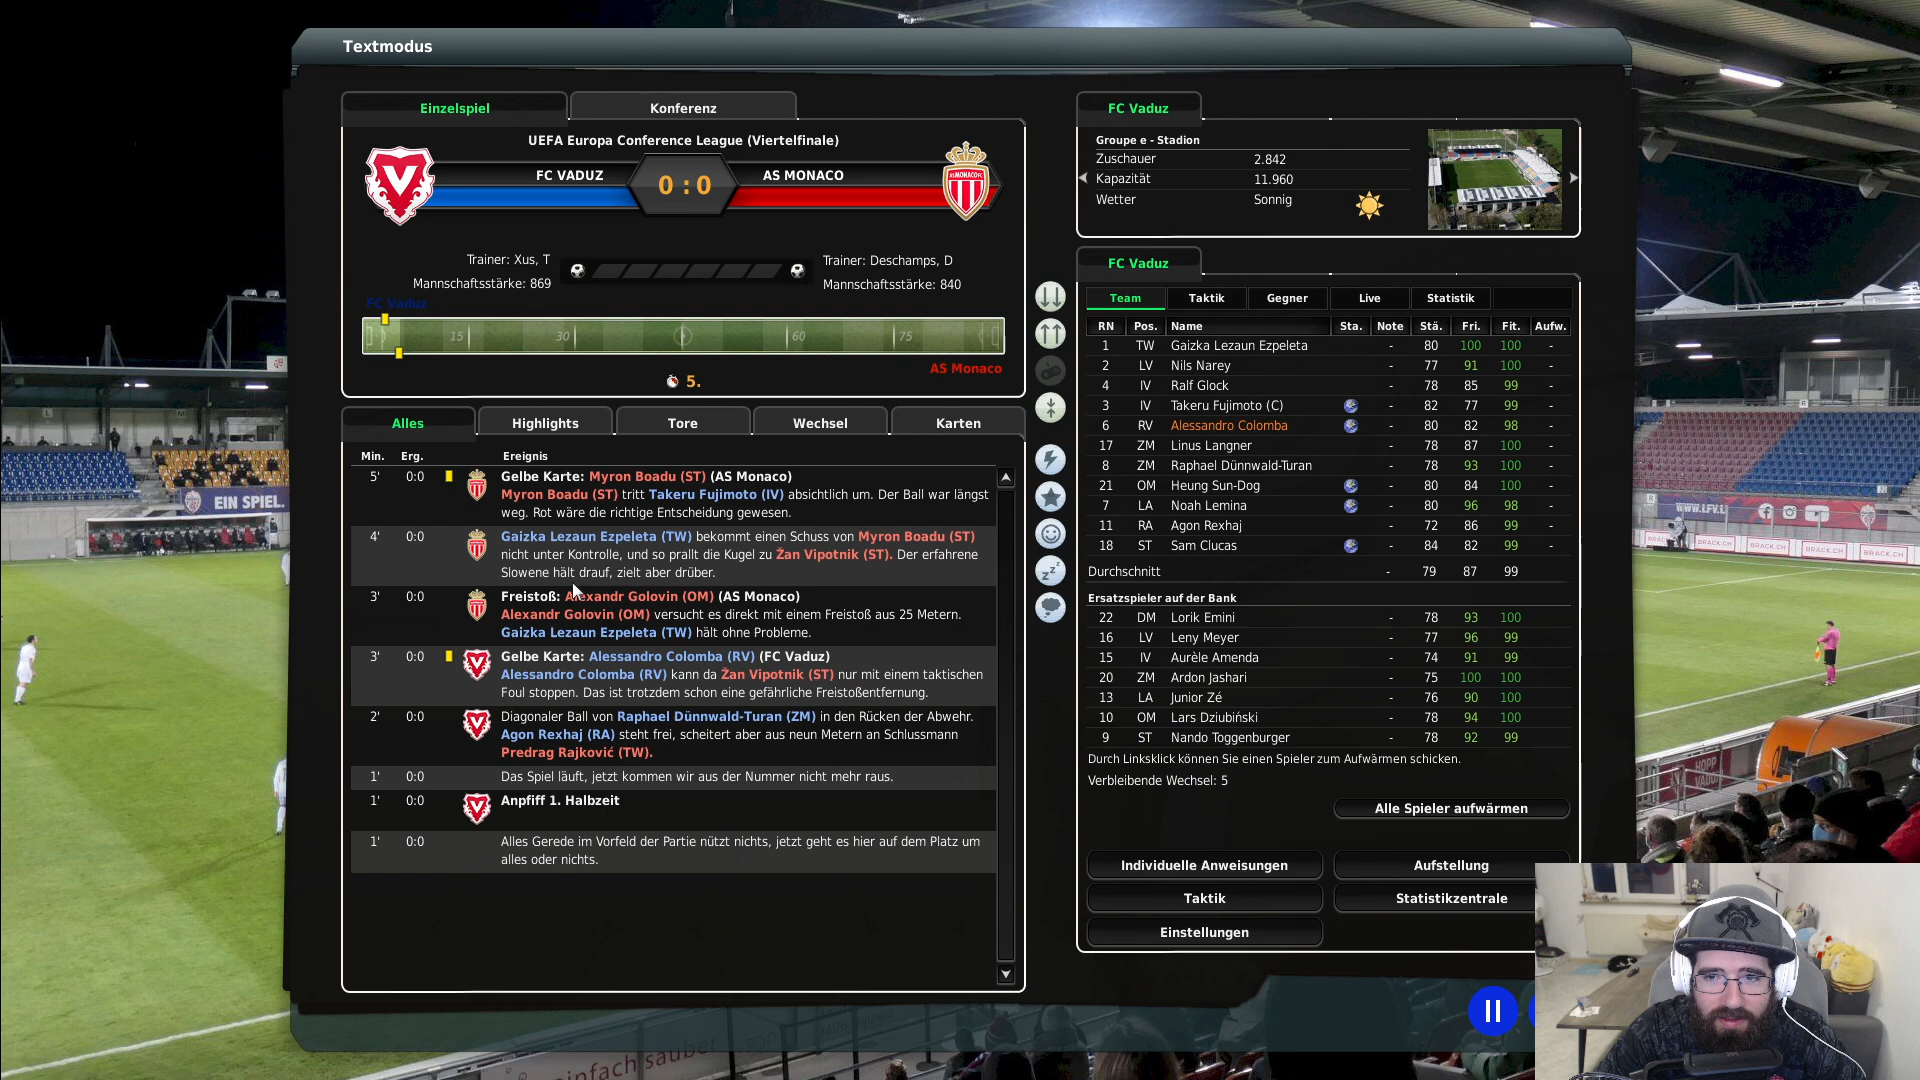 Textmodus
Einzelspiel
Konferenz
UEFA Europa Conference League (Viertelfinale)
FC VADUZ
0 : 0
AS MONACO
Trainer: Xus, T
Trainer: Deschamps, D
Mannschaftsstärke: 869
Mannschaftsstärke: 840
FC Vaduz
15
30
60
75
AS Monaco
5.
Alles
Highlights
Tore
Wechsel
Karten
Min. Erg. Ereignis
5' 0:0 Gelbe Karte: Myron Boadu (ST) (AS Monaco)
Myron Boadu (ST) tritt Takeru Fujimoto (IV) absichtlich um. Der Ball war längst
weg. Rot wäre die richtige Entscheidung gewesen.
4' 0:0 Gaizka Lezaun Ezpeleta (TW) bekommt einen Schuss von Myron Boadu (ST)
nicht unter Kontrolle, und so prallt die Kugel zu Žan Vipotnik (ST). Der erfahrene
Slowene hält drauf, zielt aber drüber.
3' 0:0 Freistoß: Alexandr Golovin (OM) (AS Monaco)
Alexandr Golovin (OM) versucht es direkt mit einem Freistoß aus 25 Metern.
Gaizka Lezaun Ezpeleta (TW) hält ohne Probleme.
3' 0:0 Gelbe Karte: Alessandro Colomba (RV) (FC Vaduz)
Alessandro Colomba (RV) kann da Žan Vipotnik (ST) nur mit einem taktischen
Foul stoppen. Das ist trotzdem schon eine gefährliche Freistoßentfernung.
2' 0:0 Diagonaler Ball von Raphael Dünnwald-Turan (ZM) in den Rücken der Abwehr.
Agon Rexhaj (RA) steht frei, scheitert aber aus neun Metern an Schlussmann
Predrag Rajković (TW).
1' 0:0 Das Spiel läuft, jetzt kommen wir aus der Nummer nicht mehr raus.
1' 0:0 Anpfiff 1. Halbzeit
1' 0:0 Alles Gerede im Vorfeld der Partie nützt nichts, jetzt geht es hier auf dem Platz um
alles oder nichts.
FC Vaduz
Groupe e - Stadion
Zuschauer 2.842
Kapazität 11.960
Wetter Sonnig
FC Vaduz
Team Taktik Gegner Live Statistik
RN Pos. Name Sta. Note Stä. Fri. Fit. Aufw.
1 TW Gaizka Lezaun Ezpeleta - 80 100 100 -
2 LV Nils Narey - 77 91 100 -
4 IV Ralf Glock - 78 85 99 -
3 IV Takeru Fujimoto (C) - 82 77 99 -
6 RV Alessandro Colomba - 80 82 98 -
17 ZM Linus Langner - 78 87 100 -
8 ZM Raphael Dünnwald-Turan - 78 93 100 -
21 OM Heung Sun-Dog - 80 84 100 -
7 LA Noah Lemina - 80 96 98 -
11 RA Agon Rexhaj - 72 86 99 -
18 ST Sam Clucas - 84 82 99 -
Durchschnitt - 79 87 99
Ersatzspieler auf der Bank
22 DM Lorik Emini - 78 93 100
16 LV Leny Meyer - 77 96 99
15 IV Aurèle Amenda - 74 91 99
20 ZM Ardon Jashari - 75 100 100
13 LA Junior Zé - 76 90 100
10 OM Lars Dziubiński - 78 94 100
9 ST Nando Toggenburger - 78 92 99
Durch Linksklick können Sie einen Spieler zum Aufwärmen schicken.
Verbleibende Wechsel: 5
Alle Spieler aufwärmen
Individuelle Anweisungen
Aufstellung
Taktik
Statistikzentrale
Einstellungen
EIN SPIEL.
WWW.LFV.LI
BRACK.CH
BRACK.CH
BRACK.CH
HOPP
VADUZ
einfach sauber